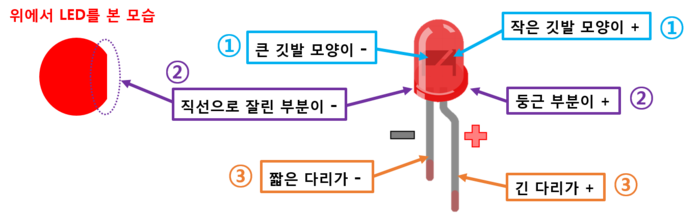 위에서 LED를 본 모습
① 큰 깃발 모양이 -
작은 깃발 모양이 + ①
②
직선으로 잘린 부분이 -
둥근 부분이 + ②
③ 짧은 다리가 -
긴 다리가 + ③